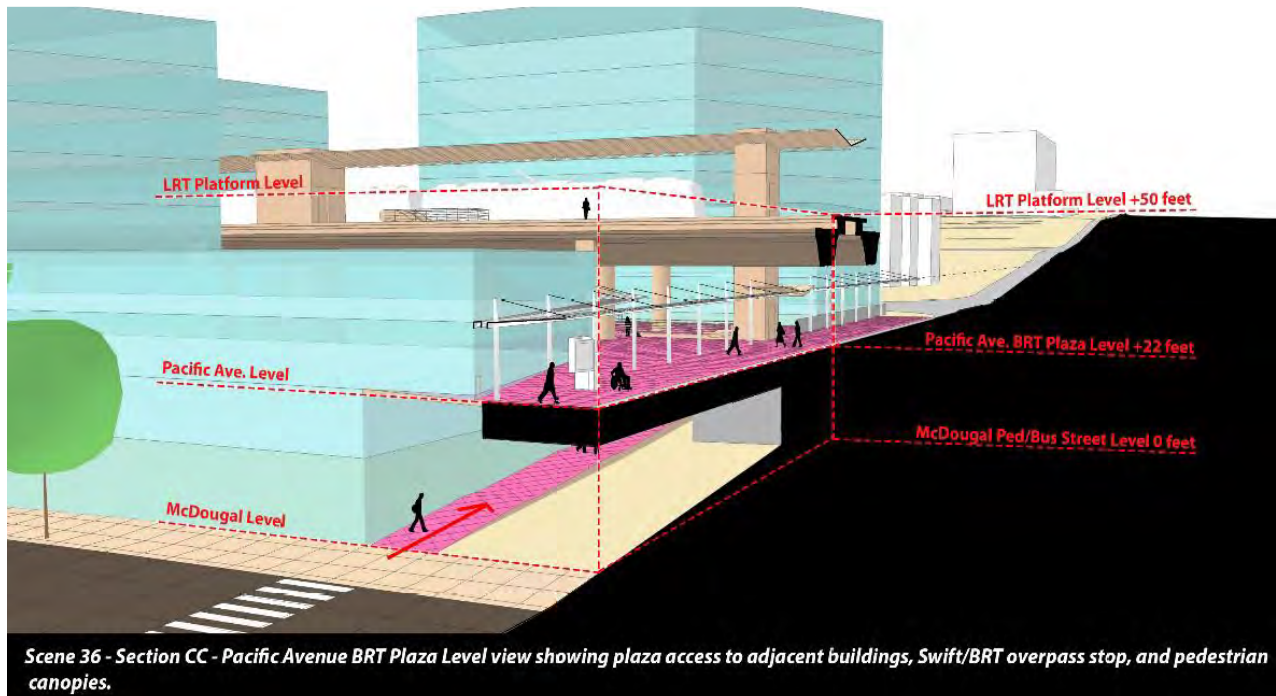 LRT Platform Level
LRT Platform Level +50 feet
Pacific Ave. BRT Plaza Level +22 feet
Pacific Ave. Level
McDougal Ped/Bus Street Level 0 feet
McDougal Level
Scene 36 - Section CC - Pacific Avenue BRT Plaza Level view showing plaza access to adjacent buildings, Swift/BRT overpass stop, and pedestrian
canopies.